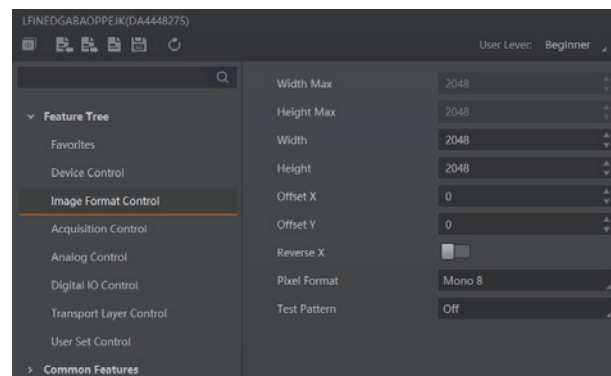 LFINEDGABAOPPEJK(DA4448275)
User Lever: Beginner
Feature Tree
Favorites
Device Control
Image Format Control
Acquisition Control
Analog Control
Digital IO Control
Transport Layer Control
User Set Control
Common Features
Width Max 2048
Height Max 2048
Width 2048
Height 2048
Offset X 0
Offset Y 0
Reverse X
Pixel Format Mono 8
Test Pattern Off